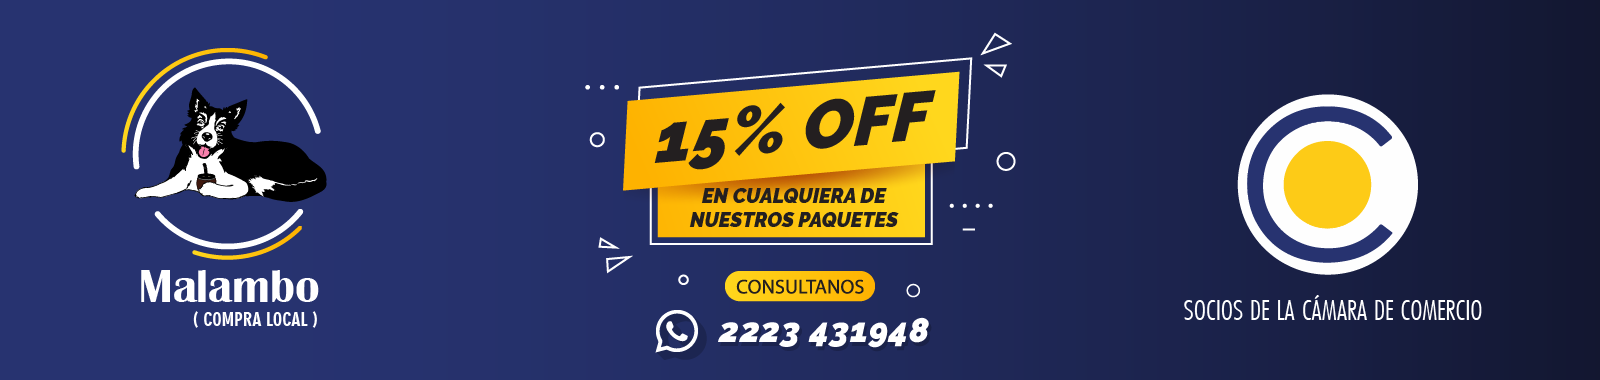 Malambo
( COMPRA LOCAL )
15% OFF
EN CUALQUIERA DE
NUESTROS PAQUETES
CONSULTANOS
2223 431948
SOCIOS DE LA CÁMARA DE COMERCIO